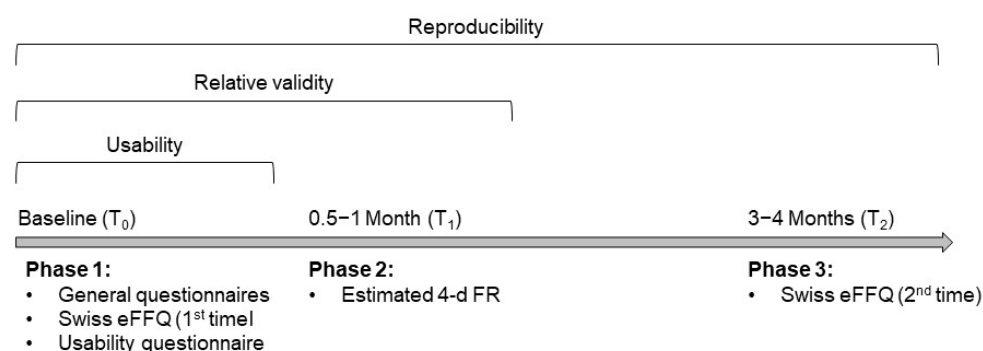 Reproducibility
Relative validity
Usability
Baseline (T₀) 0.5−1 Month (T₁) 3−4 Months (T₂)
Phase 1: Phase 2: Phase 3:
• General questionnaires • Estimated 4-d FR • Swiss eFFQ (2ⁿᵈ time)
• Swiss eFFQ (1ˢᵗ timel
• Usability questionnaire